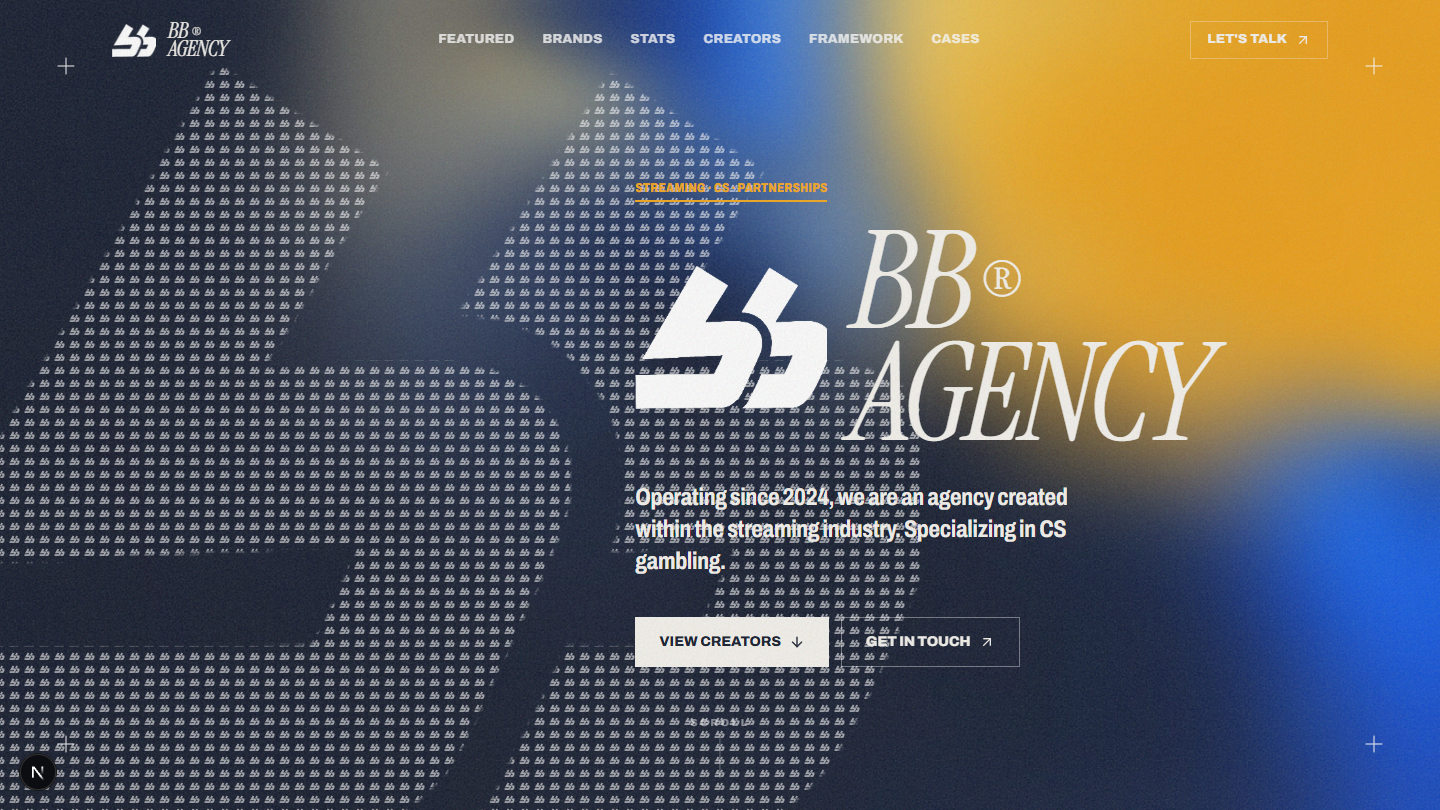 BB ®
AGENCY
FEATURED BRANDS STATS CREATORS FRAMEWORK CASES
LET'S TALK
STREAMING · CS · PARTNERSHIPS
BB ®
AGENCY
Operating since 2024, we are an agency created
within the streaming industry. Specializing in CS
gambling.
VIEW CREATORS
GET IN TOUCH
SCROLL
N